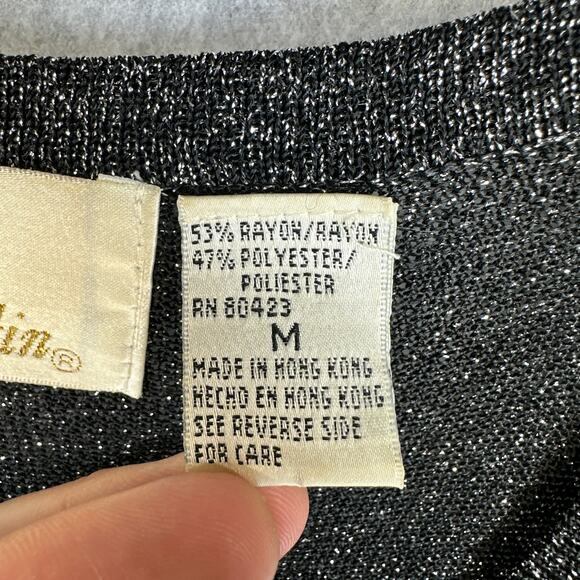 in®
53% RAYON/RAYON
47% POLYESTER/
POLIESTER
RN 80423
M
MADE IN HONG KONG
HECHO EN HONG KONG
SEE REVERSE SIDE
FOR CARE